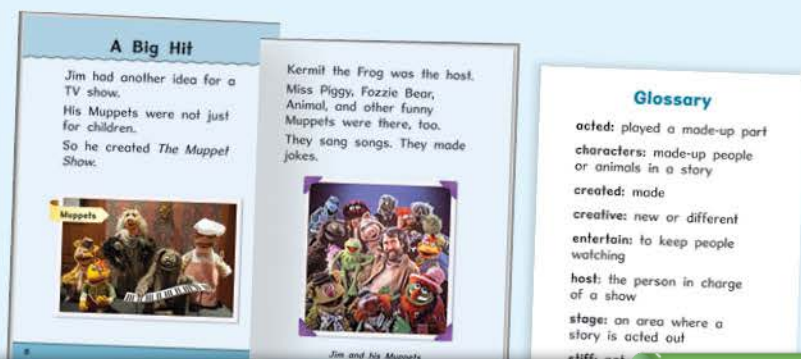 A Big Hit
Jim had another idea for a
TV show.
His Muppets were not just
for children.
So he created The Muppet
Show.
Muppets
8
Kermit the Frog was the host.
Miss Piggy, Fozzie Bear,
Animal, and other funny
Muppets were there, too.
They sang songs. They made
jokes.
Jim and his Muppets
Glossary
acted: played a made-up part
characters: made-up people
or animals in a story
created: made
creative: new or different
entertain: to keep people
watching
host: the person in charge
of a show
stage: an area where a
story is acted out